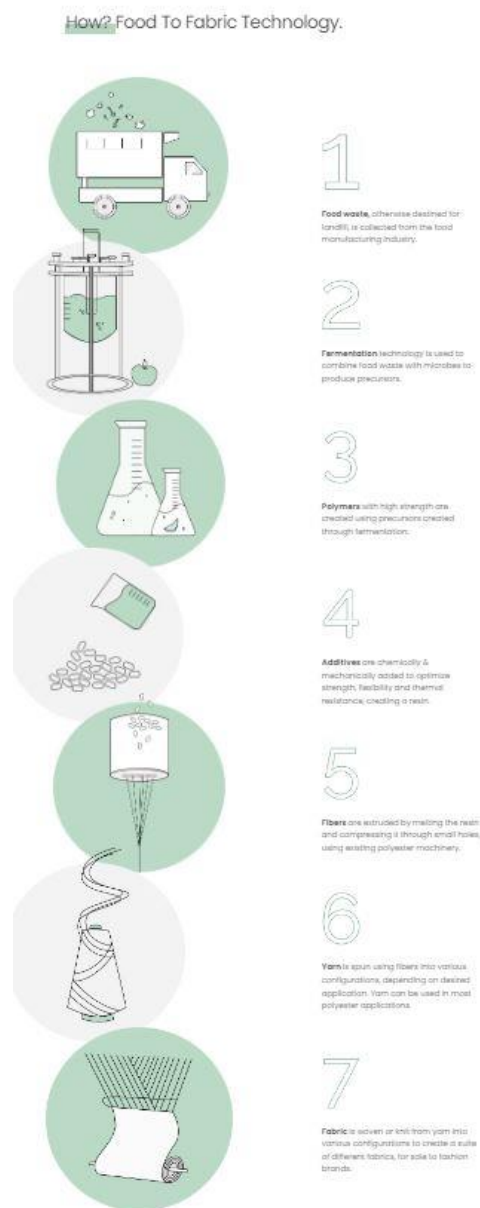 How? Food To Fabric Technology.
1
Food waste, otherwise destined for
landfill, is collected from the food
manufacturing industry.
2
Fermentation technology is used to
combine food waste with microbes to
produce precursors.
3
Polymers with high strength are
created using precursors created
through fermentation.
4
Additives are chemically &
mechanically added to optimize
strength, flexibility and thermal
resistance, creating a resin.
5
Fibers are extruded by melting the resin
and compressing it through small holes,
using existing polyester machinery.
6
Yarn is spun using fibers into various
configurations, depending on desired
application. Yarn can be used in most
polyester applications.
7
Fabric is woven or knit from yarn into
various configurations to create a suite
of different fabrics, for sale to fashion
brands.